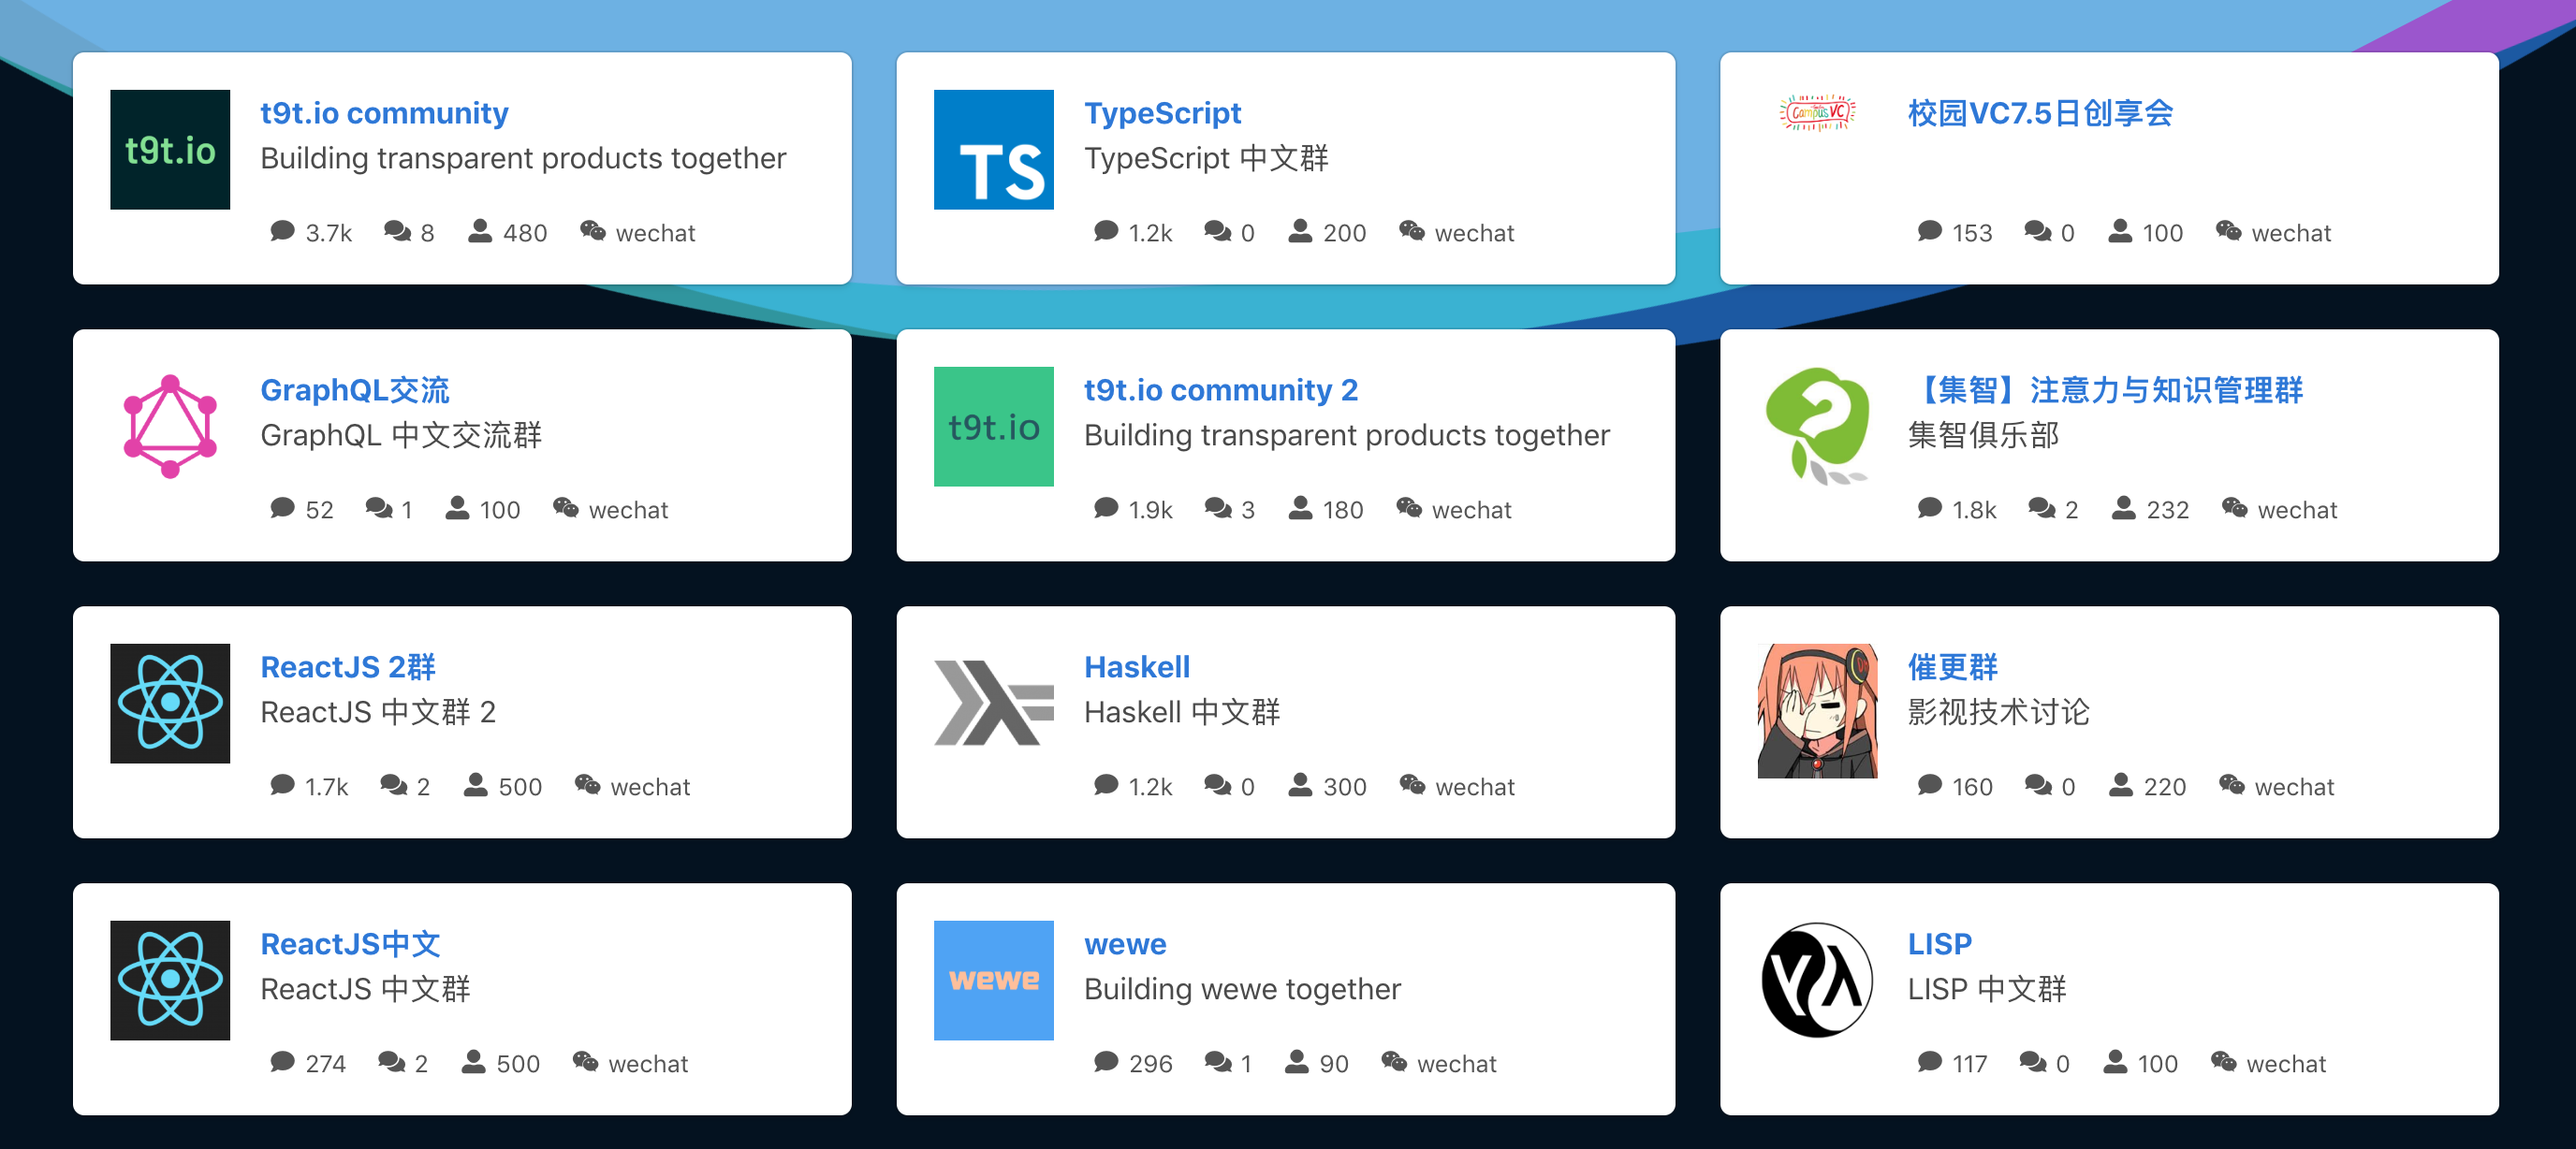 t9t.io
t9t.io community
Building transparent products together
3.7k 8 480 wechat
TS
TypeScript
TypeScript 中文群
1.2k 0 200 wechat
Campus VC
校园VC7.5日创享会
153 0 100 wechat
GraphQL交流
GraphQL 中文交流群
52 1 100 wechat
t9t.io
t9t.io community 2
Building transparent products together
1.9k 3 180 wechat
【集智】注意力与知识管理群
集智俱乐部
1.8k 2 232 wechat
ReactJS 2群
ReactJS 中文群 2
1.7k 2 500 wechat
Haskell
Haskell 中文群
1.2k 0 300 wechat
催更群
影视技术讨论
160 0 220 wechat
ReactJS中文
ReactJS 中文群
274 2 500 wechat
wewe
wewe
Building wewe together
296 1 90 wechat
LISP
LISP 中文群
117 0 100 wechat